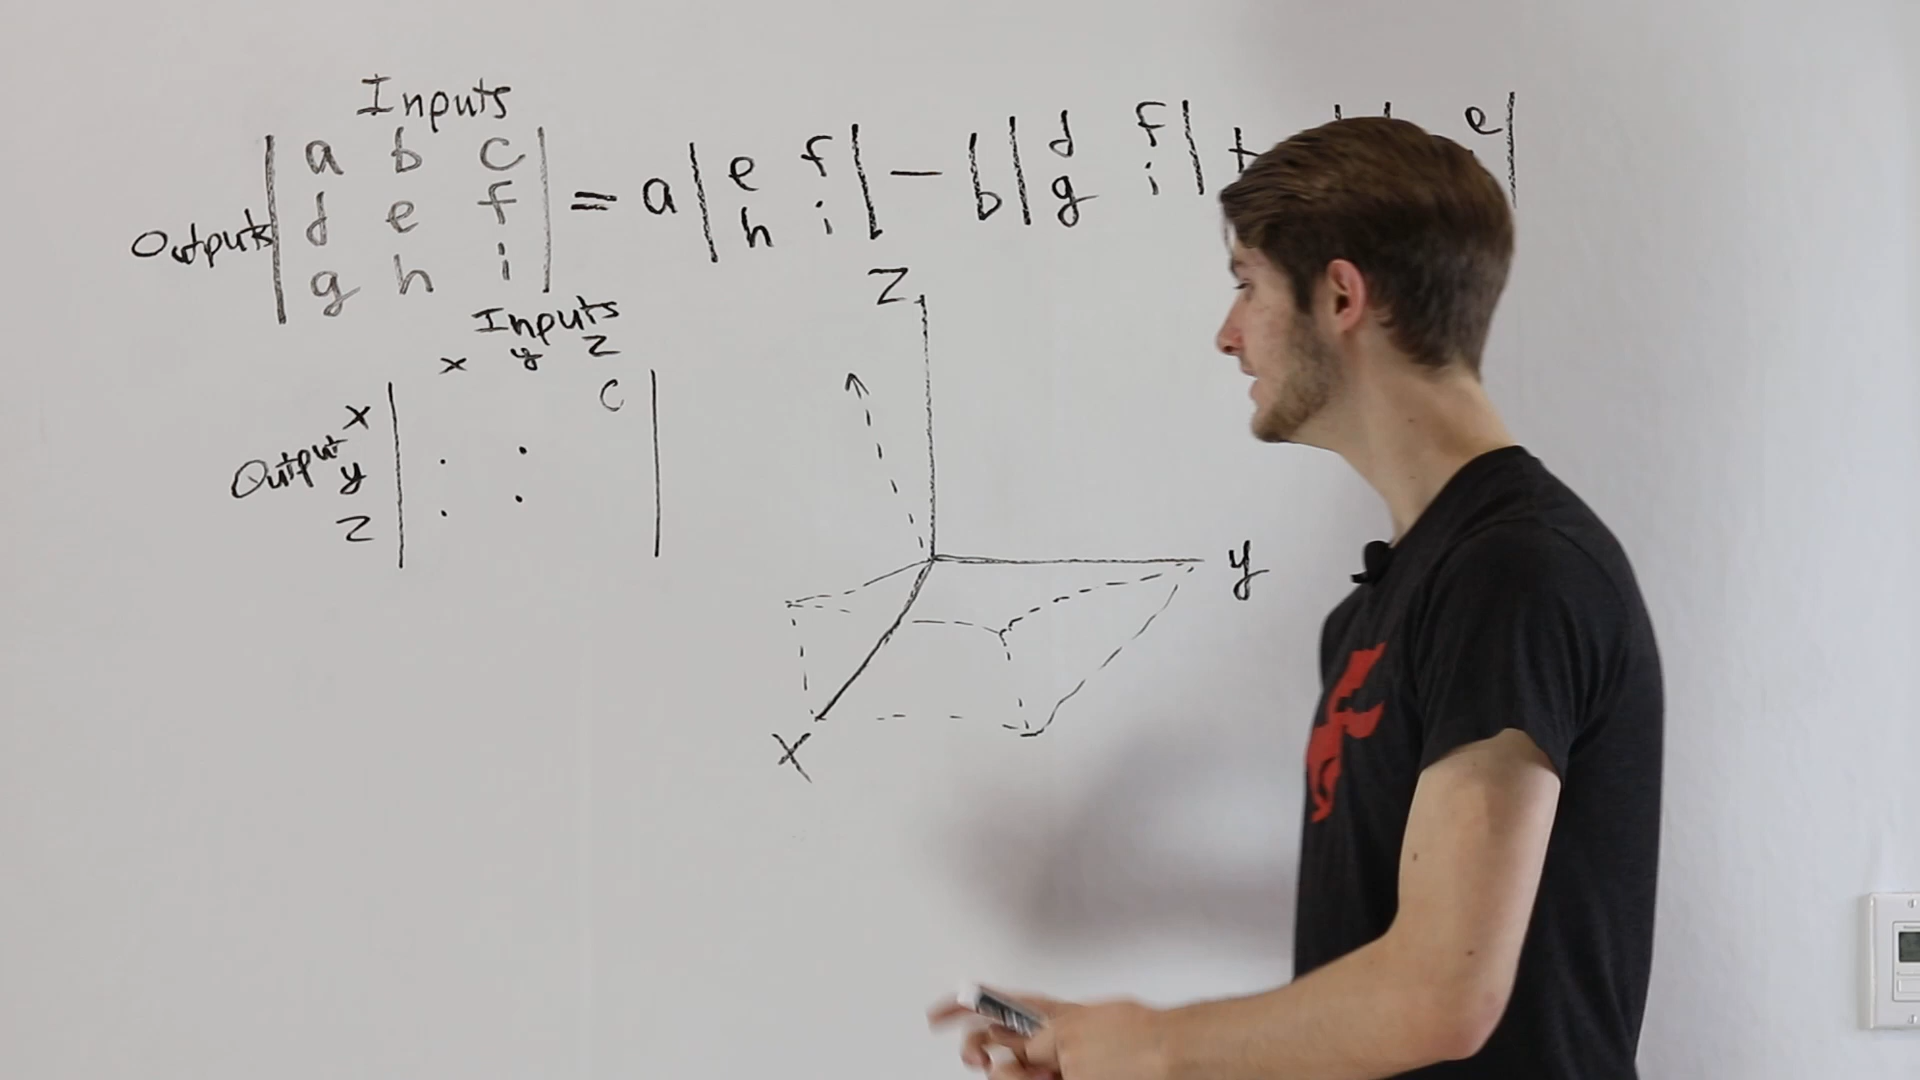 Inputs
| a b c |
Outputs | d e f | = a | e f | - b | d f | + | e |
| g h i | | h i | | g i |
Inputs
x y z
x | c |
Output y | . . |
z | . . |
z
y
x